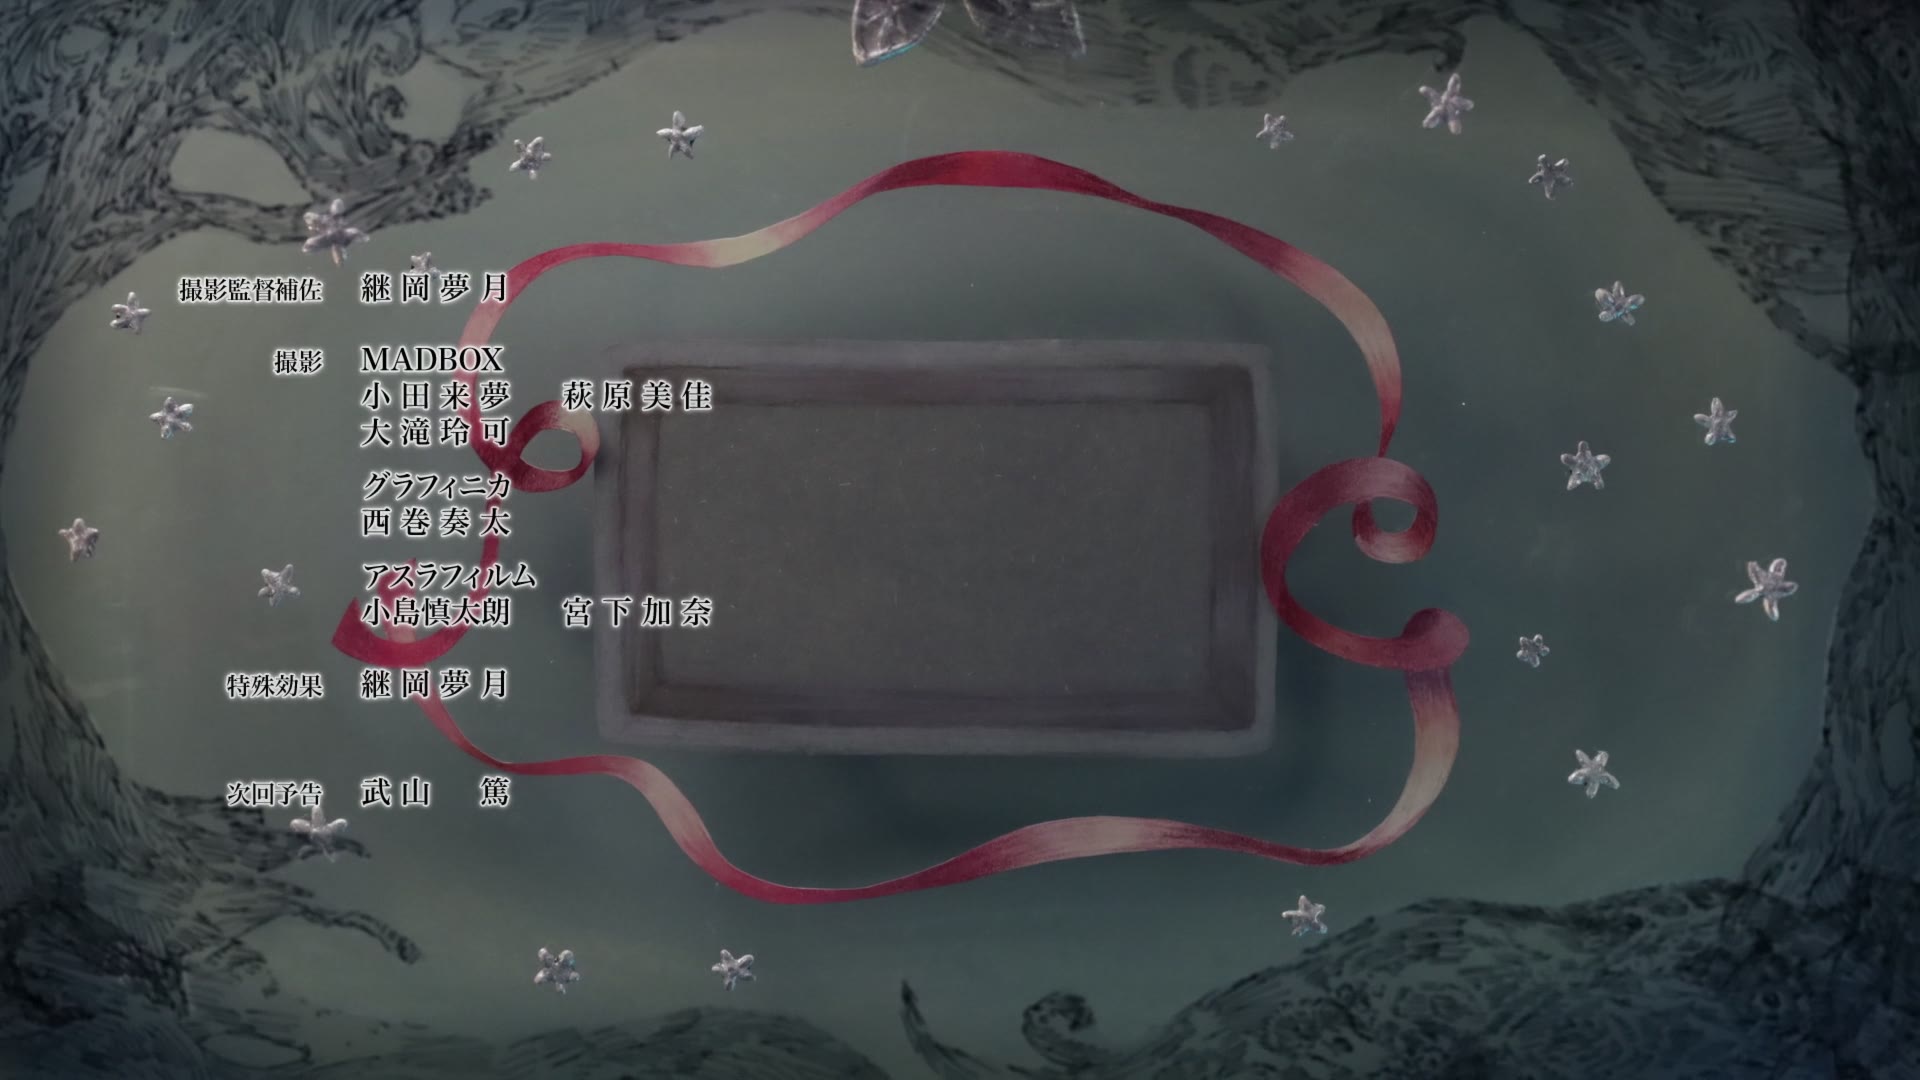 撮影監督補佐 継岡夢月
撮影 MADBOX
小田来夢 萩原美佳
大滝玲可
グラフィニカ
西巻奏太
アスラフィルム
小島慎太朗 宮下加奈
特殊効果 継岡夢月
次回予告 武山 篤